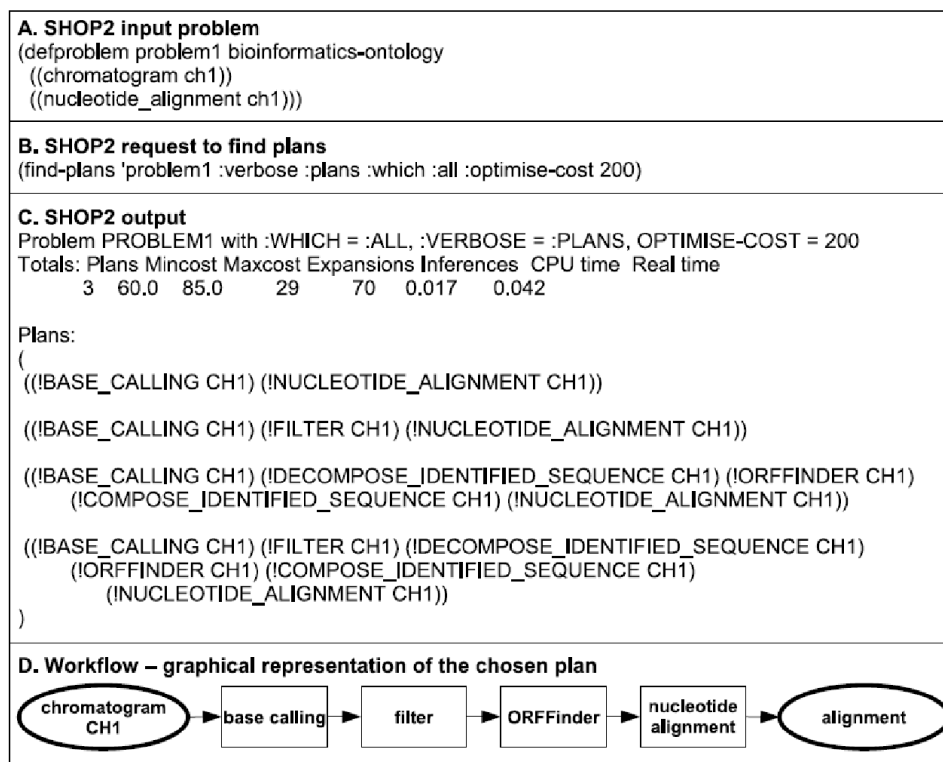 A. SHOP2 input problem
(defproblem problem1 bioinformatics-ontology
((chromatogram ch1))
((nucleotide_alignment ch1)))
B. SHOP2 request to find plans
(find-plans 'problem1 :verbose :plans :which :all :optimise-cost 200)
C. SHOP2 output
Problem PROBLEM1 with :WHICH = :ALL, :VERBOSE = :PLANS, OPTIMISE-COST = 200
Totals: Plans Mincost Maxcost Expansions Inferences CPU time Real time
3 60.0 85.0 29 70 0.017 0.042
Plans:
(
((!BASE_CALLING CH1) (!NUCLEOTIDE_ALIGNMENT CH1))
((!BASE_CALLING CH1) (!FILTER CH1) (!NUCLEOTIDE_ALIGNMENT CH1))
((!BASE_CALLING CH1) (!DECOMPOSE_IDENTIFIED_SEQUENCE CH1) (!ORFFINDER CH1)
(!COMPOSE_IDENTIFIED_SEQUENCE CH1) (!NUCLEOTIDE_ALIGNMENT CH1))
((!BASE_CALLING CH1) (!FILTER CH1) (!DECOMPOSE_IDENTIFIED_SEQUENCE CH1)
(!ORFFINDER CH1) (!COMPOSE_IDENTIFIED_SEQUENCE CH1)
(!NUCLEOTIDE_ALIGNMENT CH1))
)
D. Workflow – graphical representation of the chosen plan
chromatogram
CH1
base calling
filter
ORFFinder
nucleotide
alignment
alignment